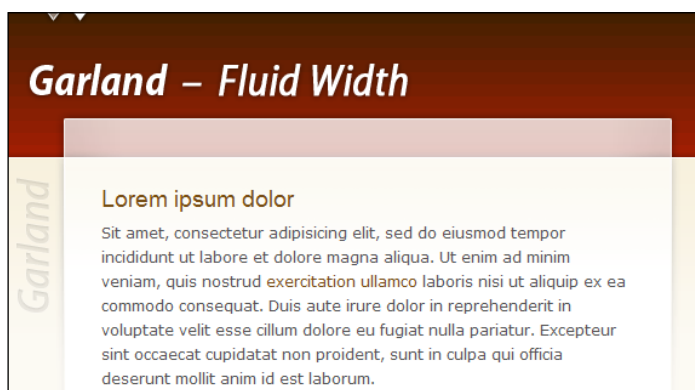 Garland – Fluid Width
Garland
Lorem ipsum dolor
Sit amet, consectetur adipisicing elit, sed do eiusmod tempor
incididunt ut labore et dolore magna aliqua. Ut enim ad minim
veniam, quis nostrud exercitation ullamco laboris nisi ut aliquip ex ea
commodo consequat. Duis aute irure dolor in reprehenderit in
voluptate velit esse cillum dolore eu fugiat nulla pariatur. Excepteur
sint occaecat cupidatat non proident, sunt in culpa qui officia
deserunt mollit anim id est laborum.